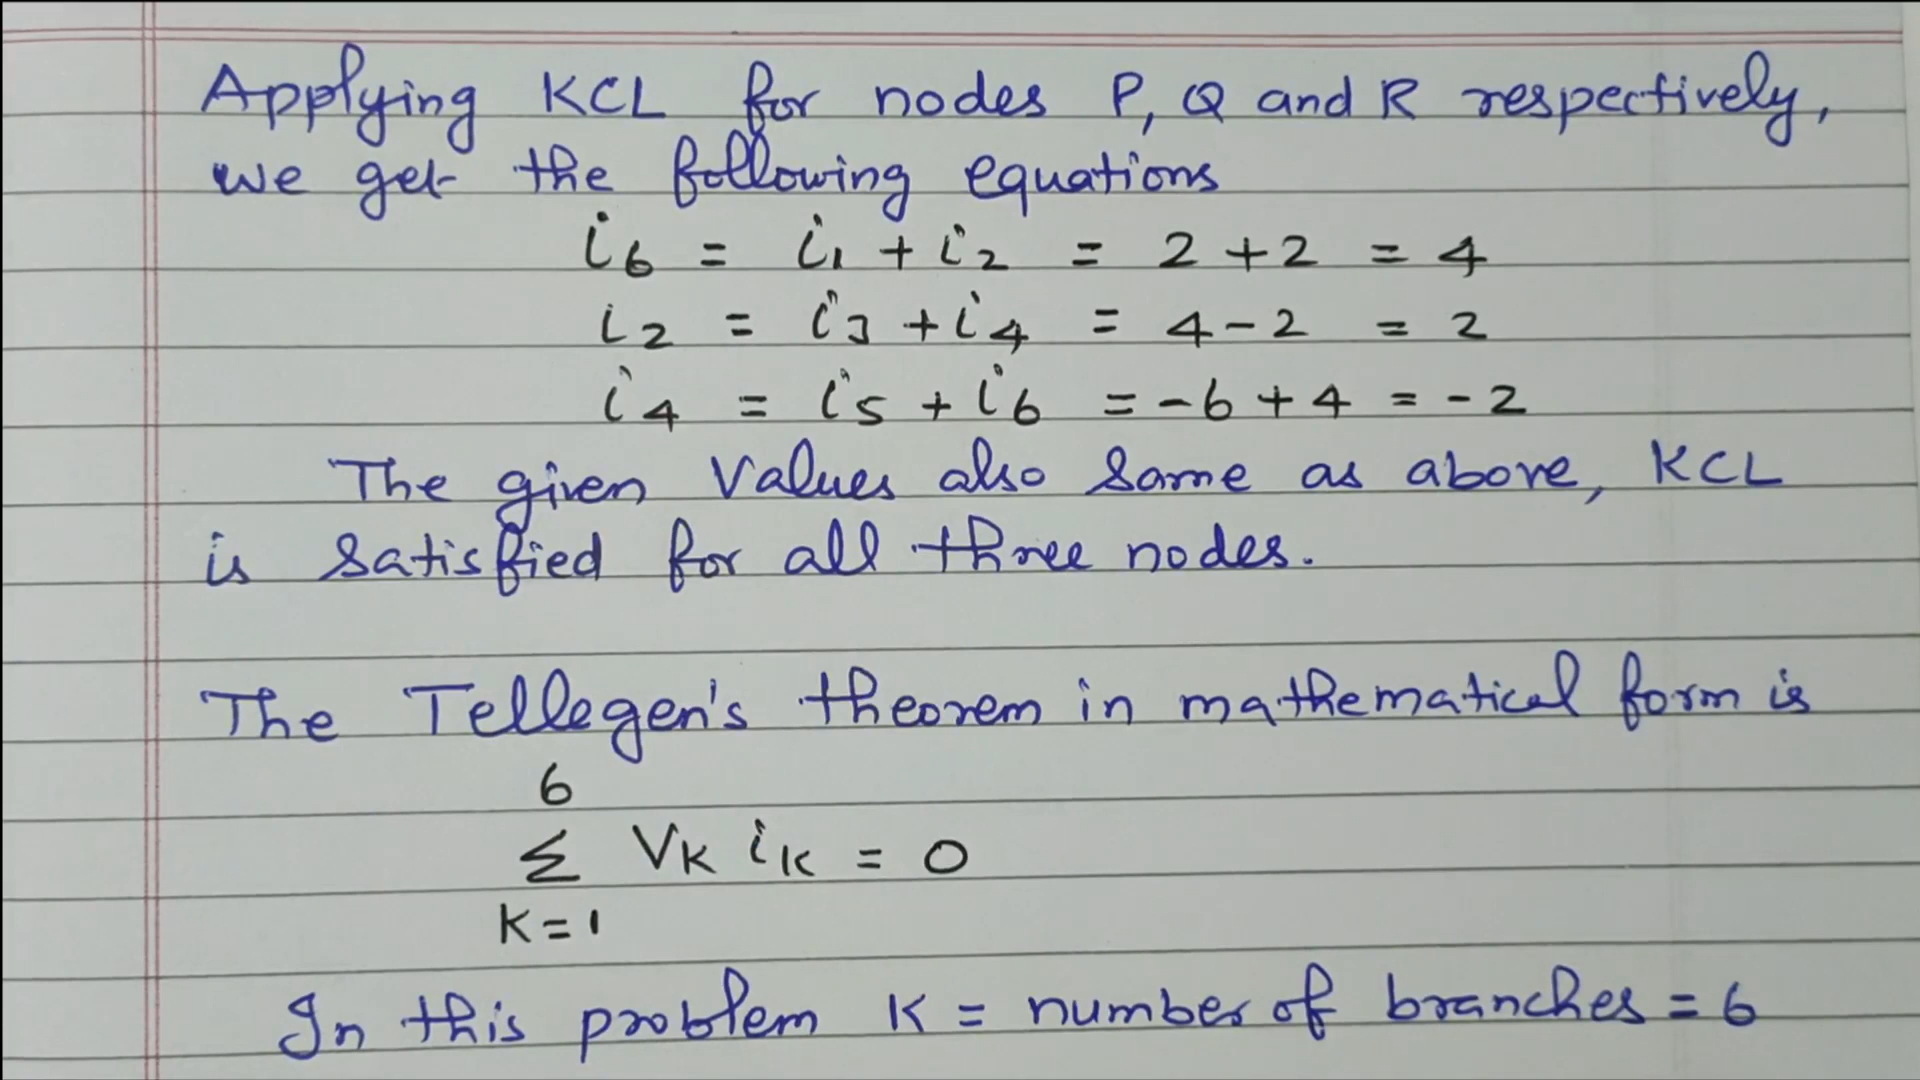 Applying KCL for nodes P, Q and R respectively,
we get the following equations
i₆ = i₁ + i₂ = 2 + 2 = 4
i₂ = i₃ + i₄ = 4 - 2 = 2
i₄ = i₅ + i₆ = -6 + 4 = -2
The given Values also same as above, KCL
is satisfied for all three nodes.
The Tellegen's theorem in mathematical form is
6
Σ Vₖ iₖ = 0
K=1
In this problem K = number of branches = 6